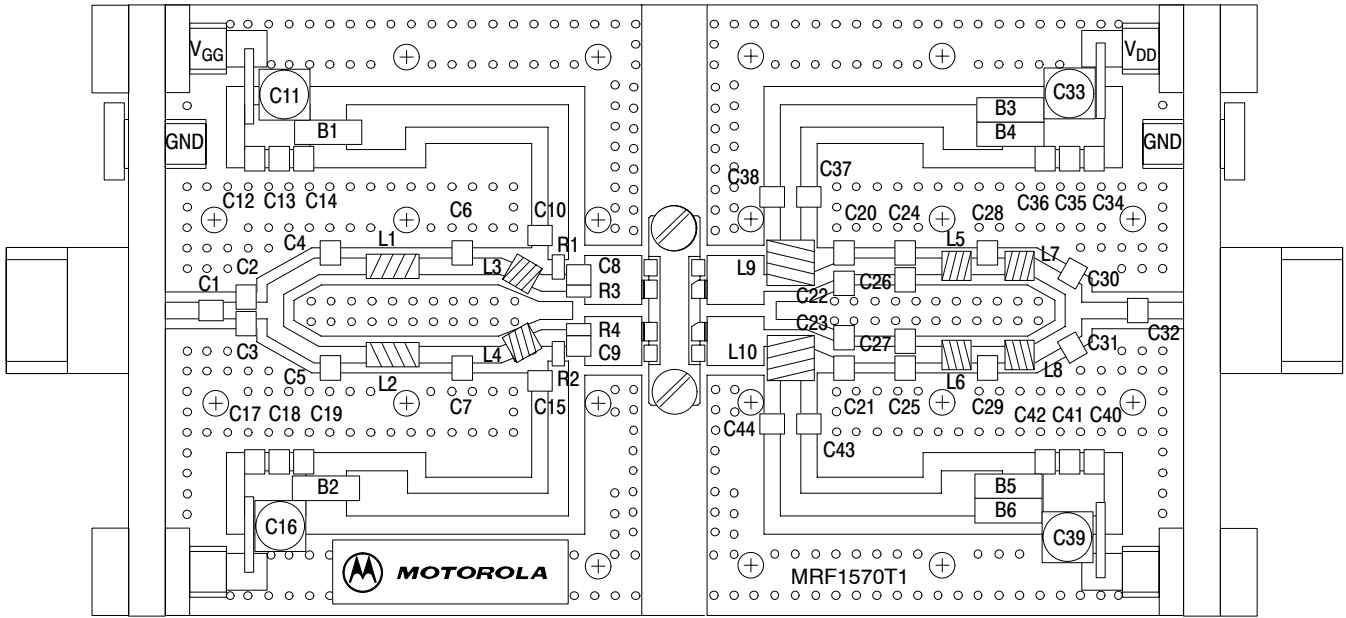 VGG
VDD
C11
C33
B3
B1
B4
GND
GND
C38
C37
C12 C13 C14
C6
C10
C20 C24 C28
C36 C35 C34
C4
L1
R1
L5
L7
C2
L3
C8
L9
C30
C1
R3
C22
C26
R4
C23
C32
C3
C9
C27
C31
C5
L4
L10
L2
R2
L6
L8
C17 C18 C19
C7
C15
C21 C25 C29
C42 C41 C40
C44
C43
B2
B5
B6
C16
C39
MOTOROLA
MRF1570T1